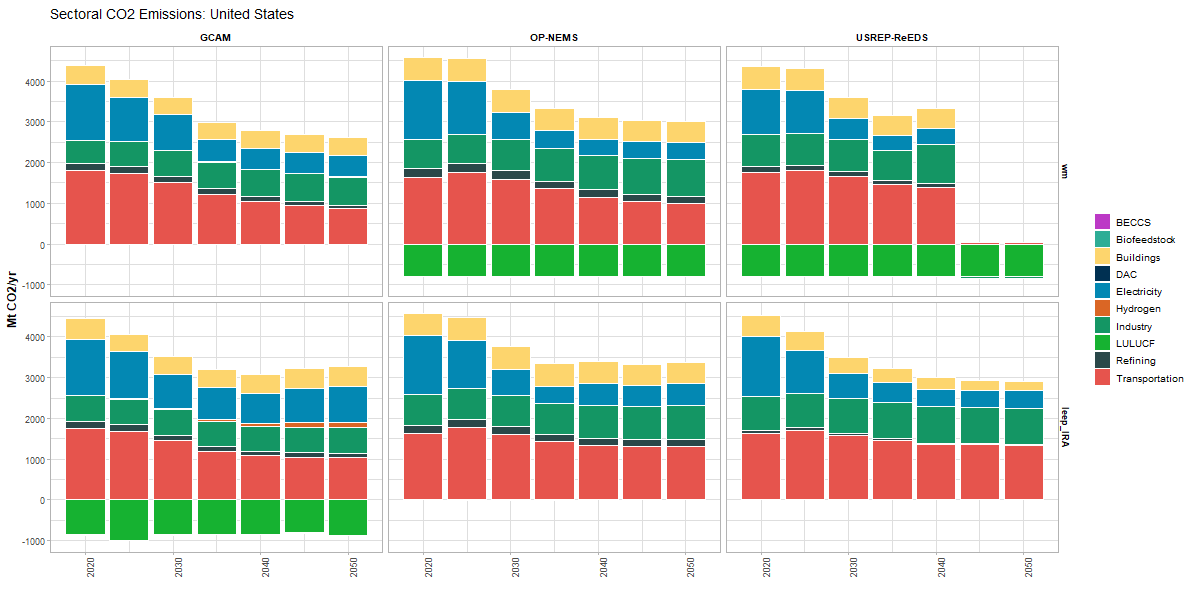 Sectoral CO2 Emissions: United States
GCAM
OP-NEMS
USREP-ReEDS
Mt CO2/yr
4000
3000
2000
1000
0
-1000
wm
4000
3000
2000
1000
0
-1000
leep_IRA
2020
2030
2040
2050
2020
2030
2040
2050
2020
2030
2040
2050
BECCS
Biofeedstock
Buildings
DAC
Electricity
Hydrogen
Industry
LULUCF
Refining
Transportation